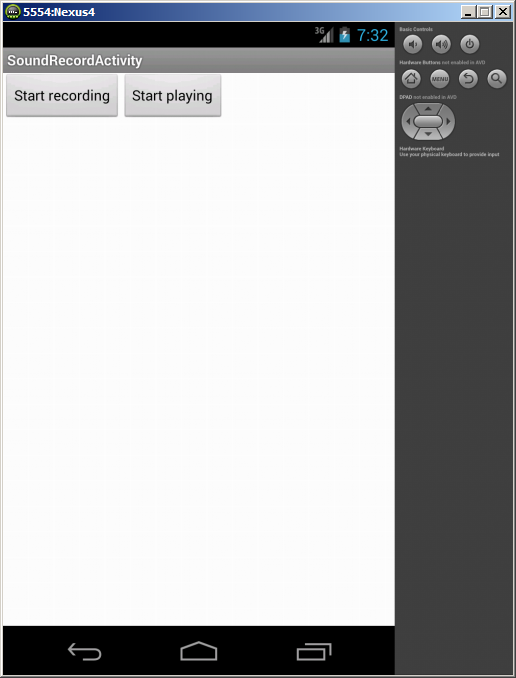 5554:Nexus4
3G 7:32
SoundRecordActivity
Start recording Start playing
Basic Controls
Hardware Buttons not enabled in AVD
MENU
DPAD not enabled in AVD
Hardware Keyboard
Use your physical keyboard to provide input